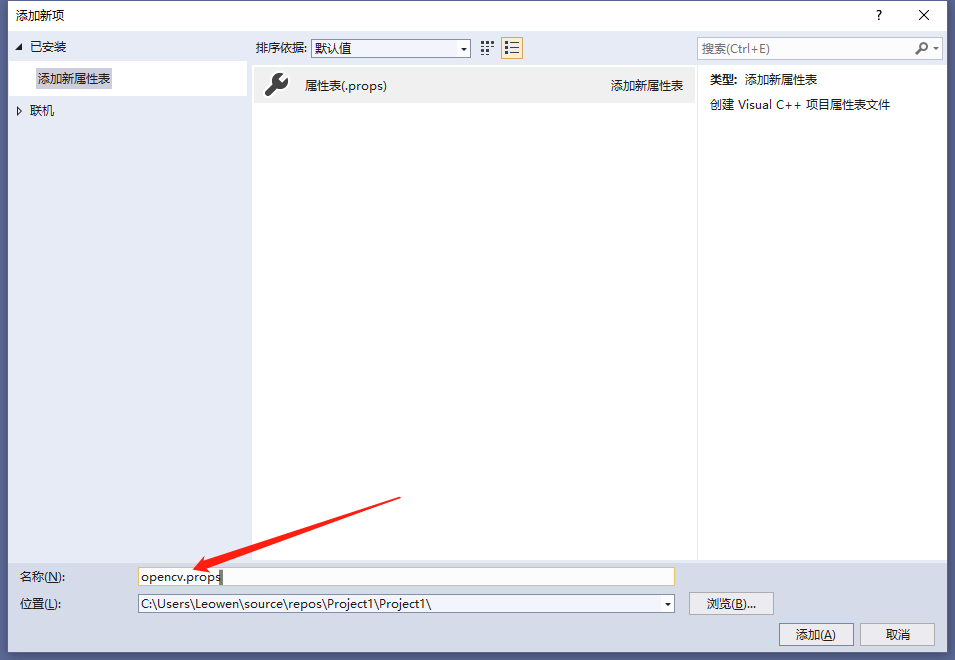 添加新项
?
已安装
排序依据: 默认值
搜索(Ctrl+E)
添加新属性表
联机
属性表(.props)
添加新属性表
类型: 添加新属性表
创建 Visual C++ 项目属性表文件
名称(N):
opencv.props
位置(L):
C:\Users\Leowen\source\repos\Project1\Project1\
浏览(B)...
添加(A)
取消